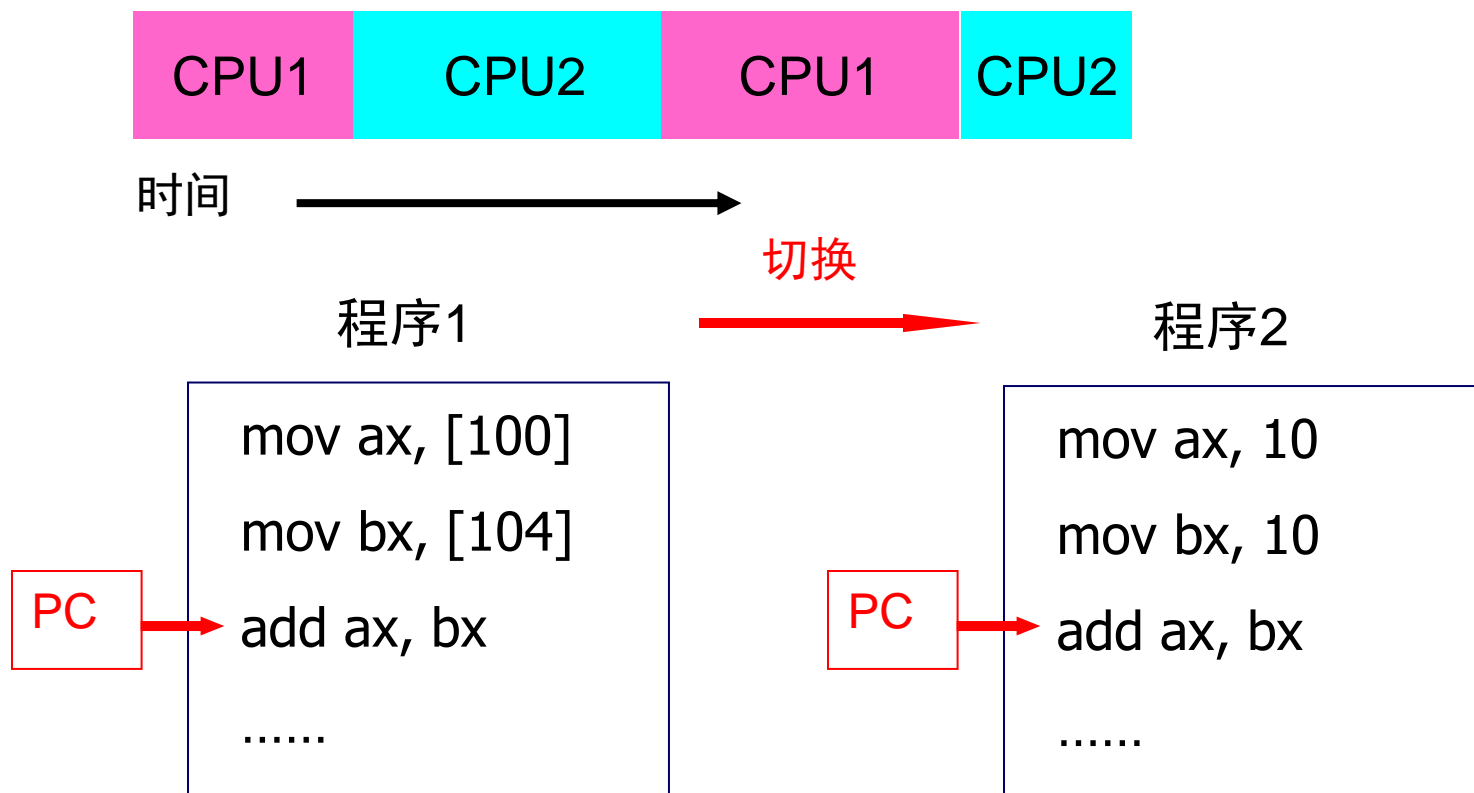 CPU1 CPU2 CPU1 CPU2
时间
切换
程序1
程序2
mov ax, [100]
mov bx, [104]
PC
add ax, bx
......
mov ax, 10
mov bx, 10
PC
add ax, bx
......